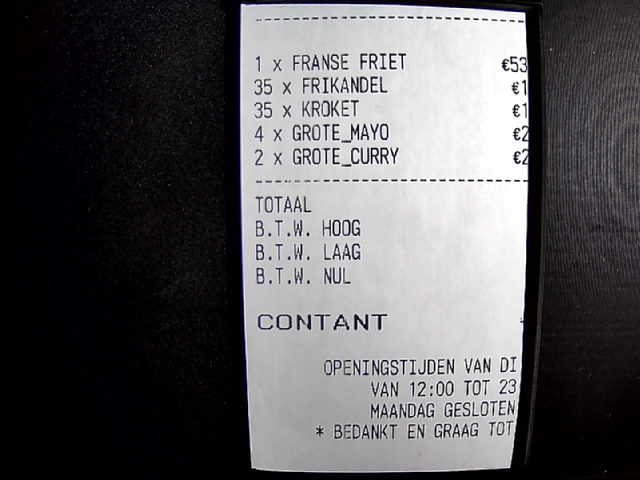 1 x FRANSE FRIET €53
35 x FRIKANDEL €1
35 x KROKET €1
4 x GROTE_MAYO €2
2 x GROTE_CURRY €2
TOTAAL
B.T.W. HOOG
B.T.W. LAAG
B.T.W. NUL
CONTANT
OPENINGSTIJDEN VAN DI
VAN 12:00 TOT 23
MAANDAG GESLOTEN
* BEDANKT EN GRAAG TOT